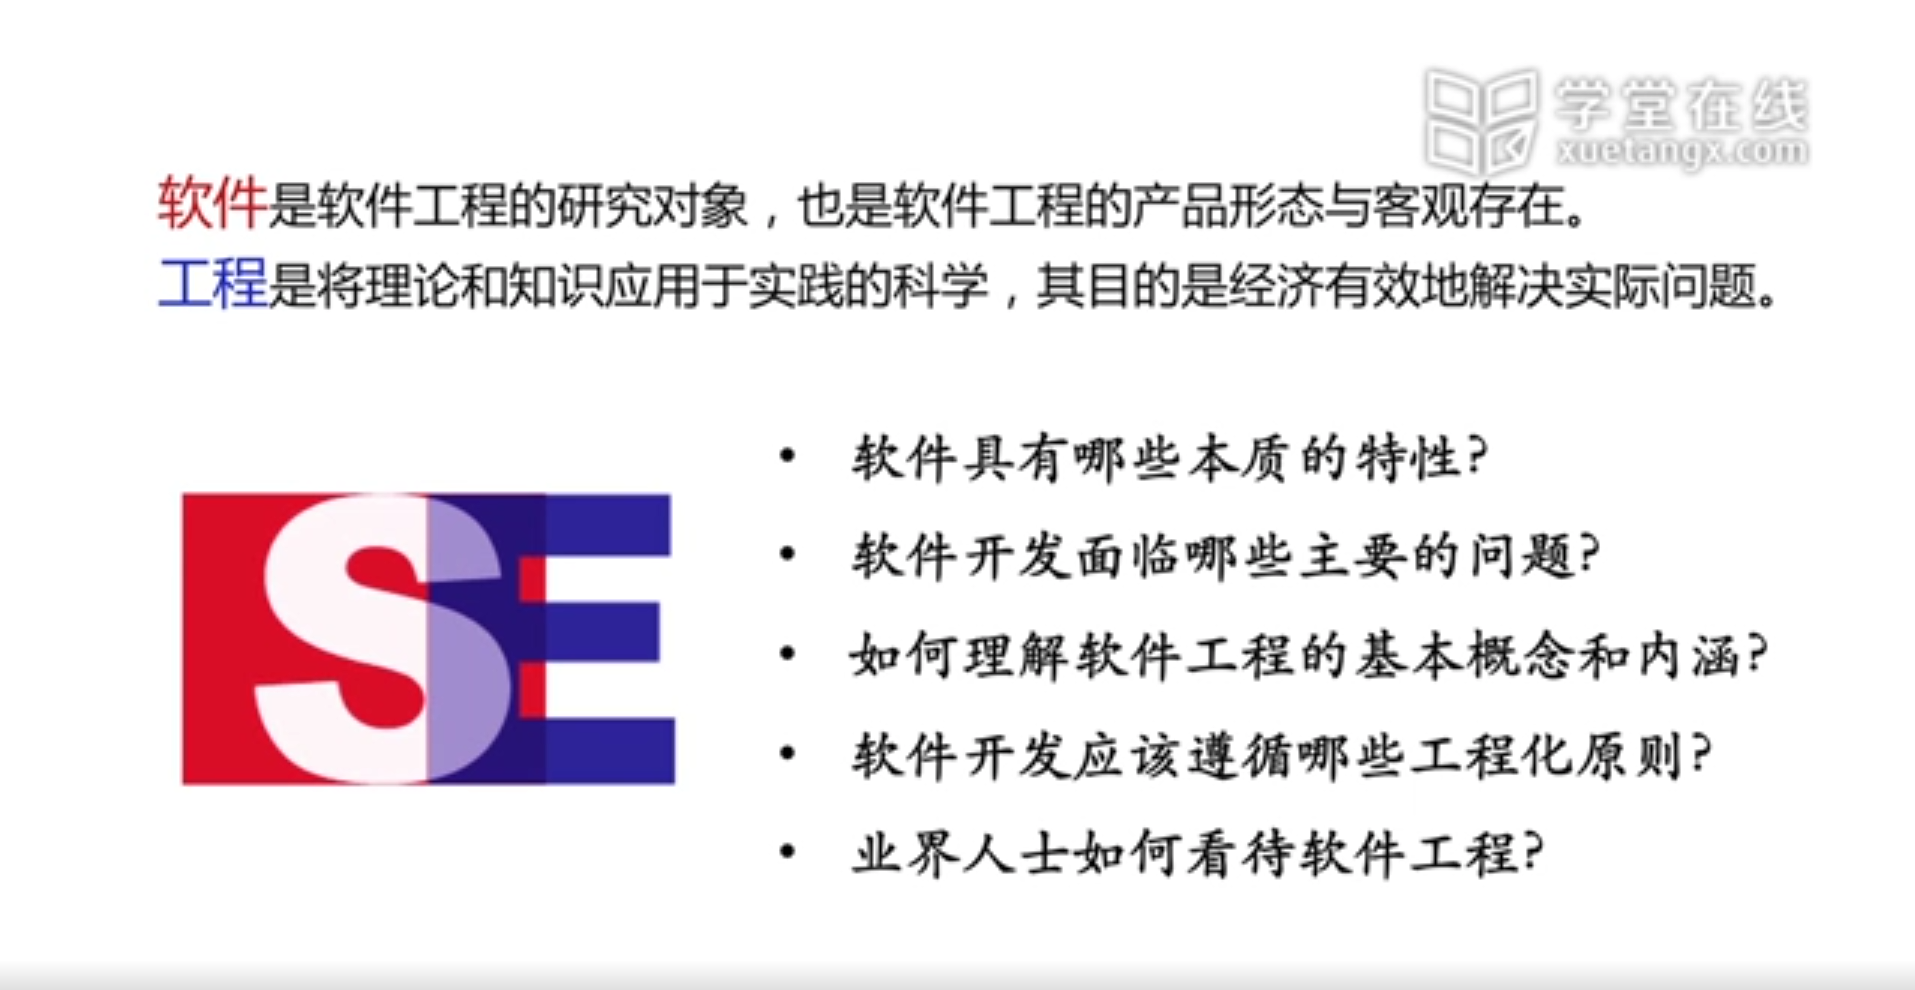 学堂在线
xuetangx.com
软件是软件工程的研究对象，也是软件工程的产品形态与客观存在。
工程是将理论和知识应用于实践的科学，其目的是经济有效地解决实际问题。
SE
• 软件具有哪些本质的特性？
• 软件开发面临哪些主要的问题？
• 如何理解软件工程的基本概念和内涵？
• 软件开发应该遵循哪些工程化原则？
• 业界人士如何看待软件工程？